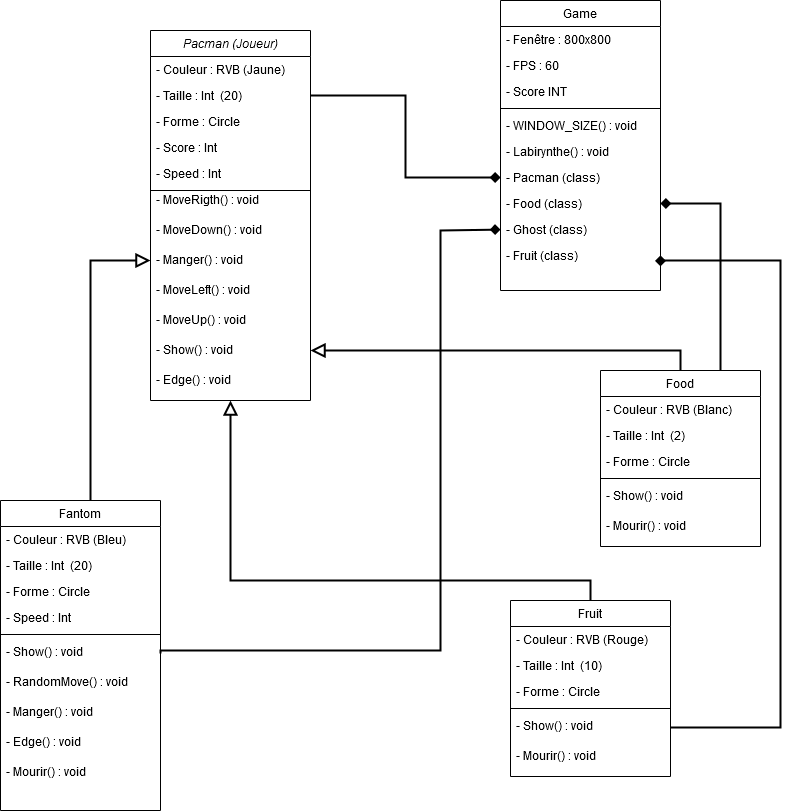 Pacman (Joueur)
- Couleur : RVB (Jaune)
- Taille : Int (20)
- Forme : Circle
- Score : Int
- Speed : Int
- MoveRigth() : void
- MoveDown() : void
- Manger() : void
- MoveLeft() : void
- MoveUp() : void
- Show() : void
- Edge() : void
Game
- Fenêtre : 800x800
- FPS : 60
- Score INT
- WINDOW_SIZE() : void
- Labirynthe() : void
- Pacman (class)
- Food (class)
- Ghost (class)
- Fruit (class)
Food
- Couleur : RVB (Blanc)
- Taille : Int (2)
- Forme : Circle
- Show() : void
- Mourir() : void
Fantom
- Couleur : RVB (Bleu)
- Taille : Int (20)
- Forme : Circle
- Speed : Int
- Show() : void
- RandomMove() : void
- Manger() : void
- Edge() : void
- Mourir() : void
Fruit
- Couleur : RVB (Rouge)
- Taille : Int (10)
- Forme : Circle
- Show() : void
- Mourir() : void